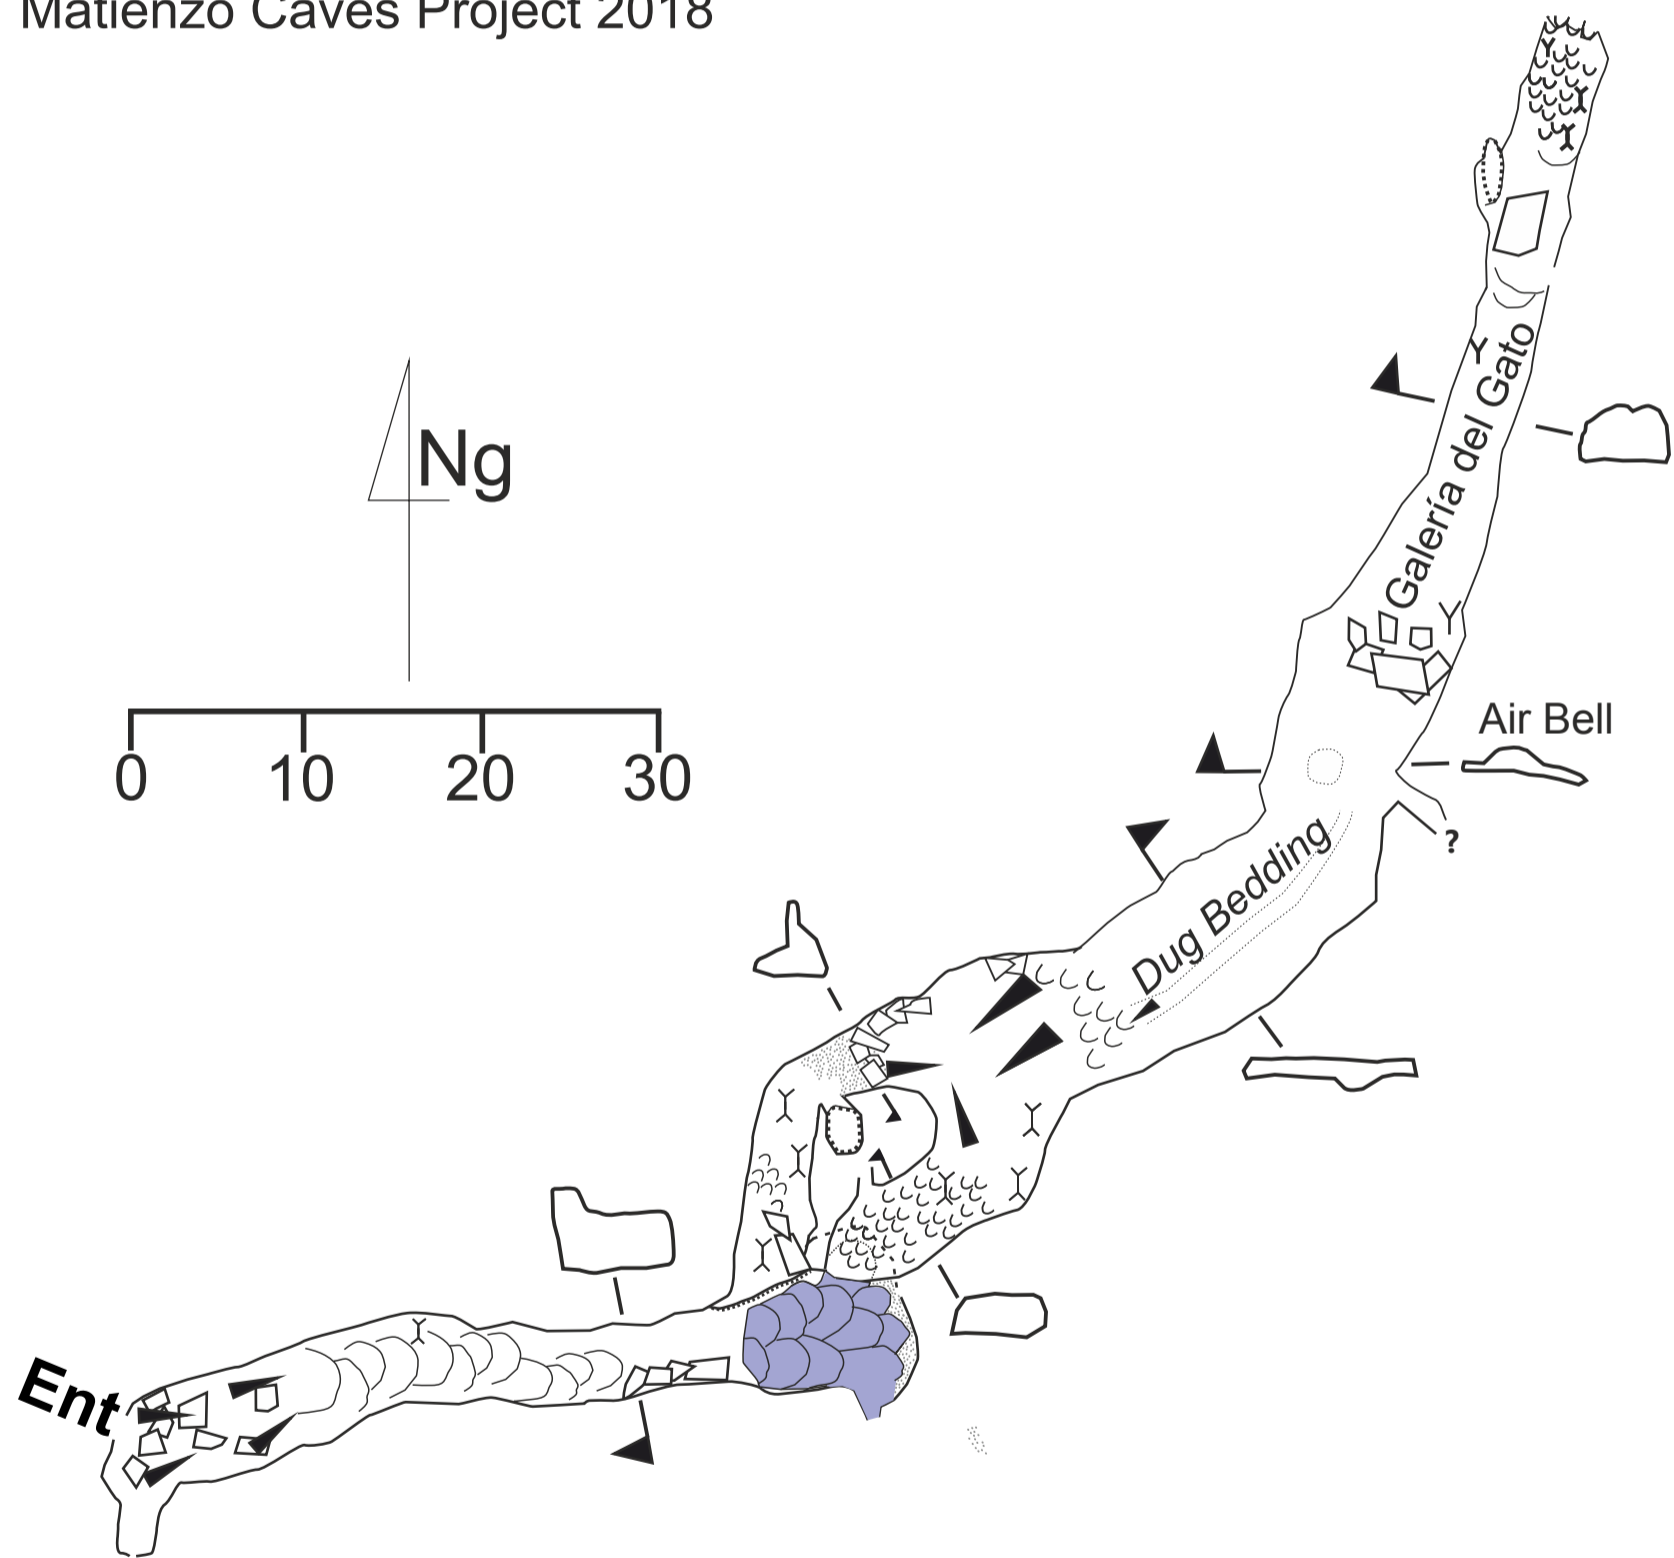 Matienzo Caves Project 2018
Ng
0 10 20 30
Galería del Gato
Air Bell
?
Dug Bedding
Ent